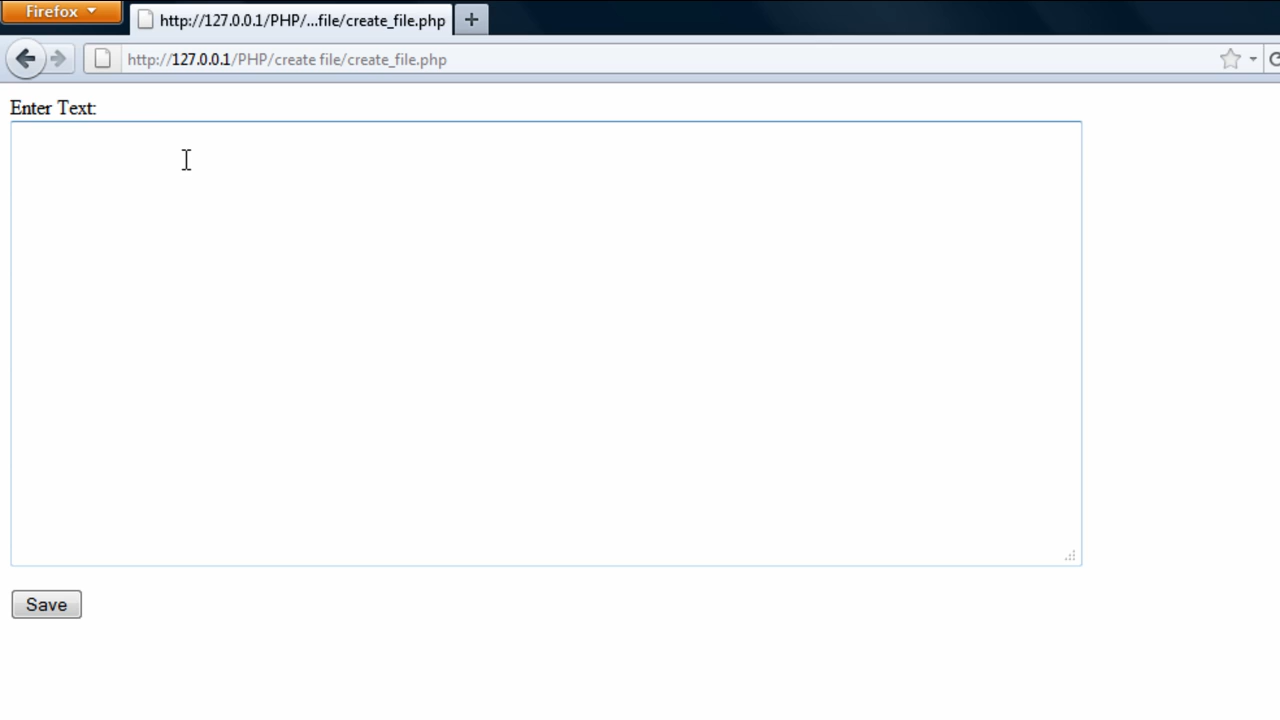 Firefox
http://127.0.0.1/PHP/...file/create_file.php
http://127.0.0.1/PHP/create file/create_file.php
Enter Text:
Save